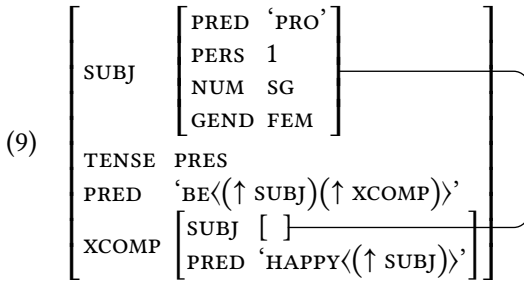 PRED ‘PRO’
PERS 1
SUBJ
NUM SG
GEND FEM
(9)
TENSE PRES
PRED ‘BE⟨(↑ SUBJ)(↑ XCOMP)⟩’
SUBJ [ ]
XCOMP
PRED ‘HAPPY⟨(↑ SUBJ)⟩’